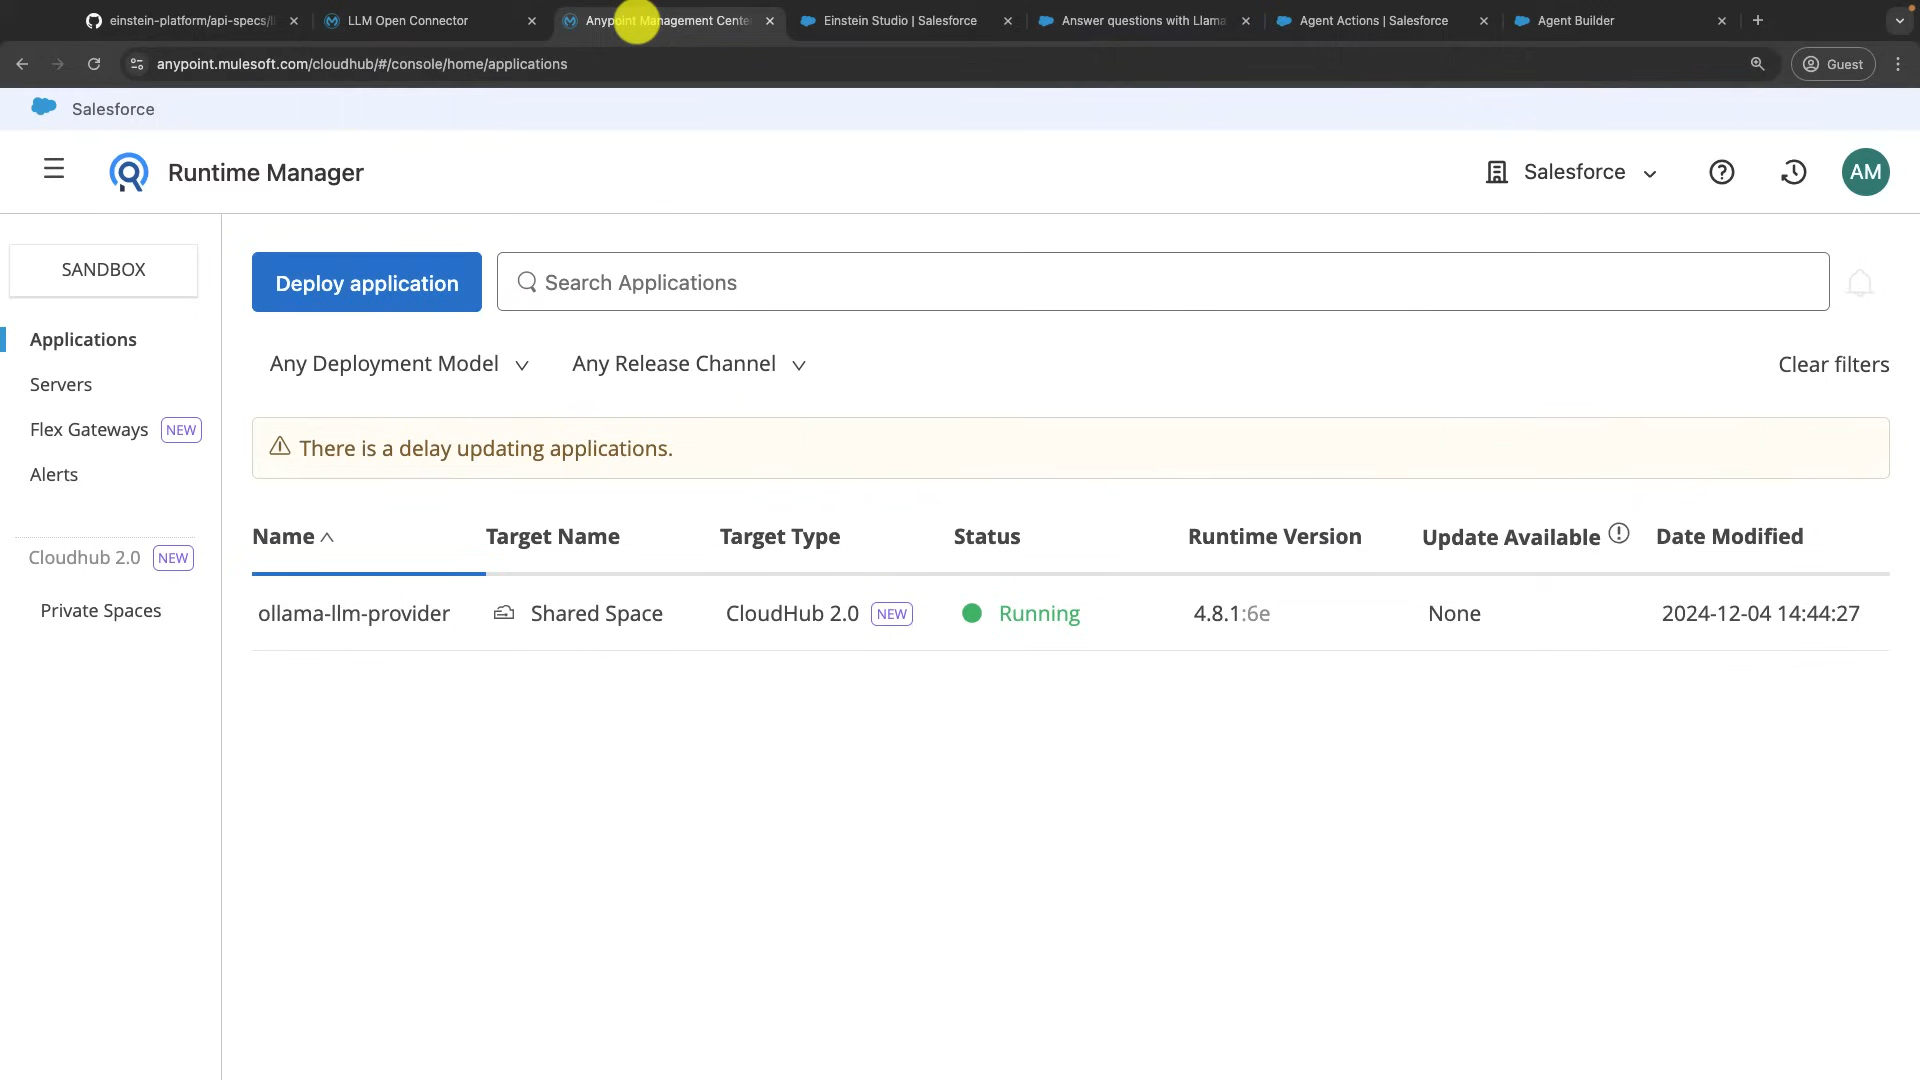 einstein-platform/api-specs/
LLM Open Connector
Anypoint Management Cente
Einstein Studio | Salesforce
Answer questions with Llama
Agent Actions | Salesforce
Agent Builder
anypoint.mulesoft.com/cloudhub/#/console/home/applications
Guest
Salesforce
Runtime Manager
Salesforce
AM
SANDBOX
Deploy application
Search Applications
Applications
Servers
Flex Gateways NEW
Alerts
Cloudhub 2.0 NEW
Private Spaces
Any Deployment Model
Any Release Channel
Clear filters
There is a delay updating applications.
Name Target Name Target Type Status Runtime Version Update Available Date Modified
ollama-llm-provider Shared Space CloudHub 2.0 NEW Running 4.8.1:6e None 2024-12-04 14:44:27